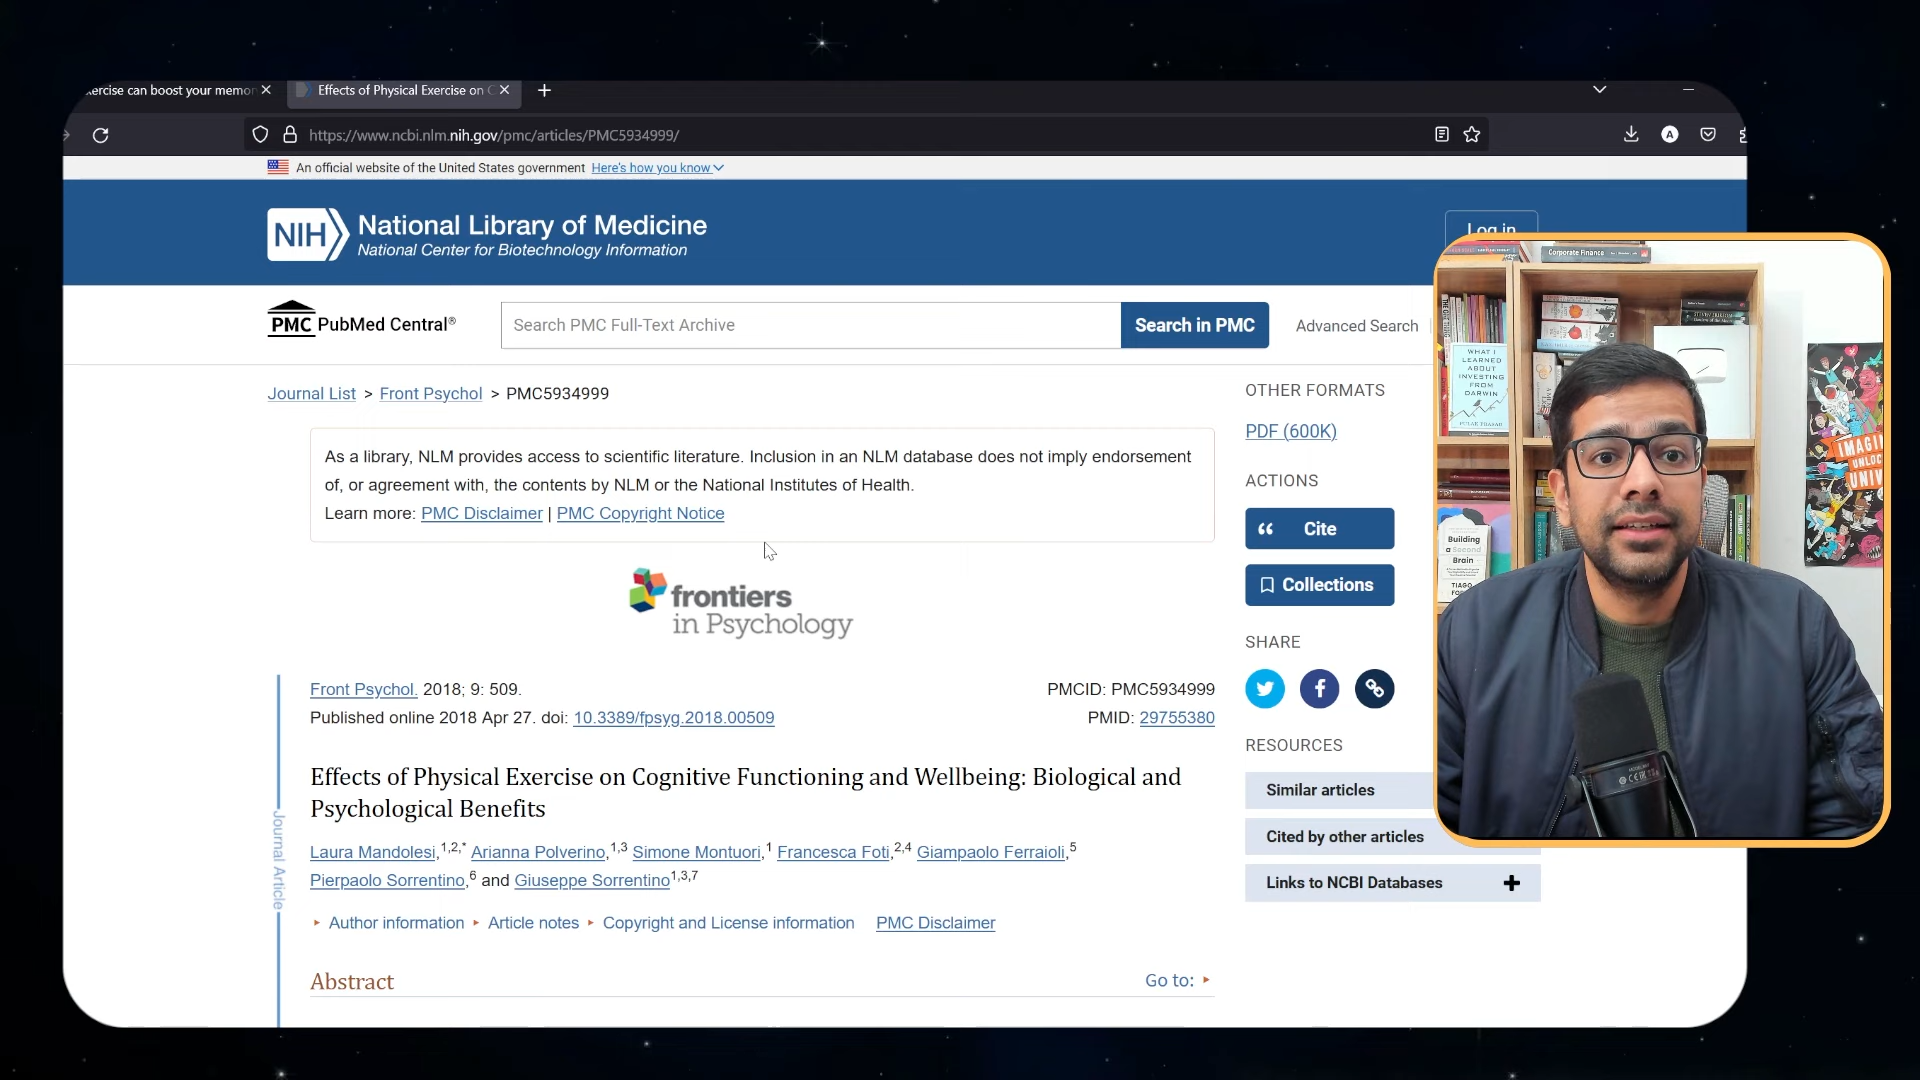 ercise can boost your memor
Effects of Physical Exercise on C
https://www.ncbi.nlm.nih.gov/pmc/articles/PMC5934999/
An official website of the United States government Here's how you know
NIH National Library of Medicine
National Center for Biotechnology Information
Log in
PMC PubMed Central®
Search PMC Full-Text Archive
Search in PMC
Advanced Search
Journal List > Front Psychol > PMC5934999
As a library, NLM provides access to scientific literature. Inclusion in an NLM database does not imply endorsement
of, or agreement with, the contents by NLM or the National Institutes of Health.
Learn more: PMC Disclaimer | PMC Copyright Notice
frontiers
in Psychology
Front Psychol. 2018; 9: 509.
PMCID: PMC5934999
Published online 2018 Apr 27. doi: 10.3389/fpsyg.2018.00509
PMID: 29755380
Effects of Physical Exercise on Cognitive Functioning and Wellbeing: Biological and
Psychological Benefits
Laura Mandolesi,1,2,* Arianna Polverino,1,3 Simone Montuori,1 Francesca Foti,2,4 Giampaolo Ferraioli,5
Pierpaolo Sorrentino,6 and Giuseppe Sorrentino1,3,7
Author information Article notes Copyright and License information PMC Disclaimer
Journal Article
Abstract
Go to:
OTHER FORMATS
PDF (600K)
ACTIONS
Cite
Collections
SHARE
RESOURCES
Similar articles
Cited by other articles
Links to NCBI Databases
Corporate Finance
WHAT I
LEARNED
ABOUT
INVESTING
FROM
DARWIN
Building
a Second
Brain
TIAGO
IMAGI
UNLOC
UNIV